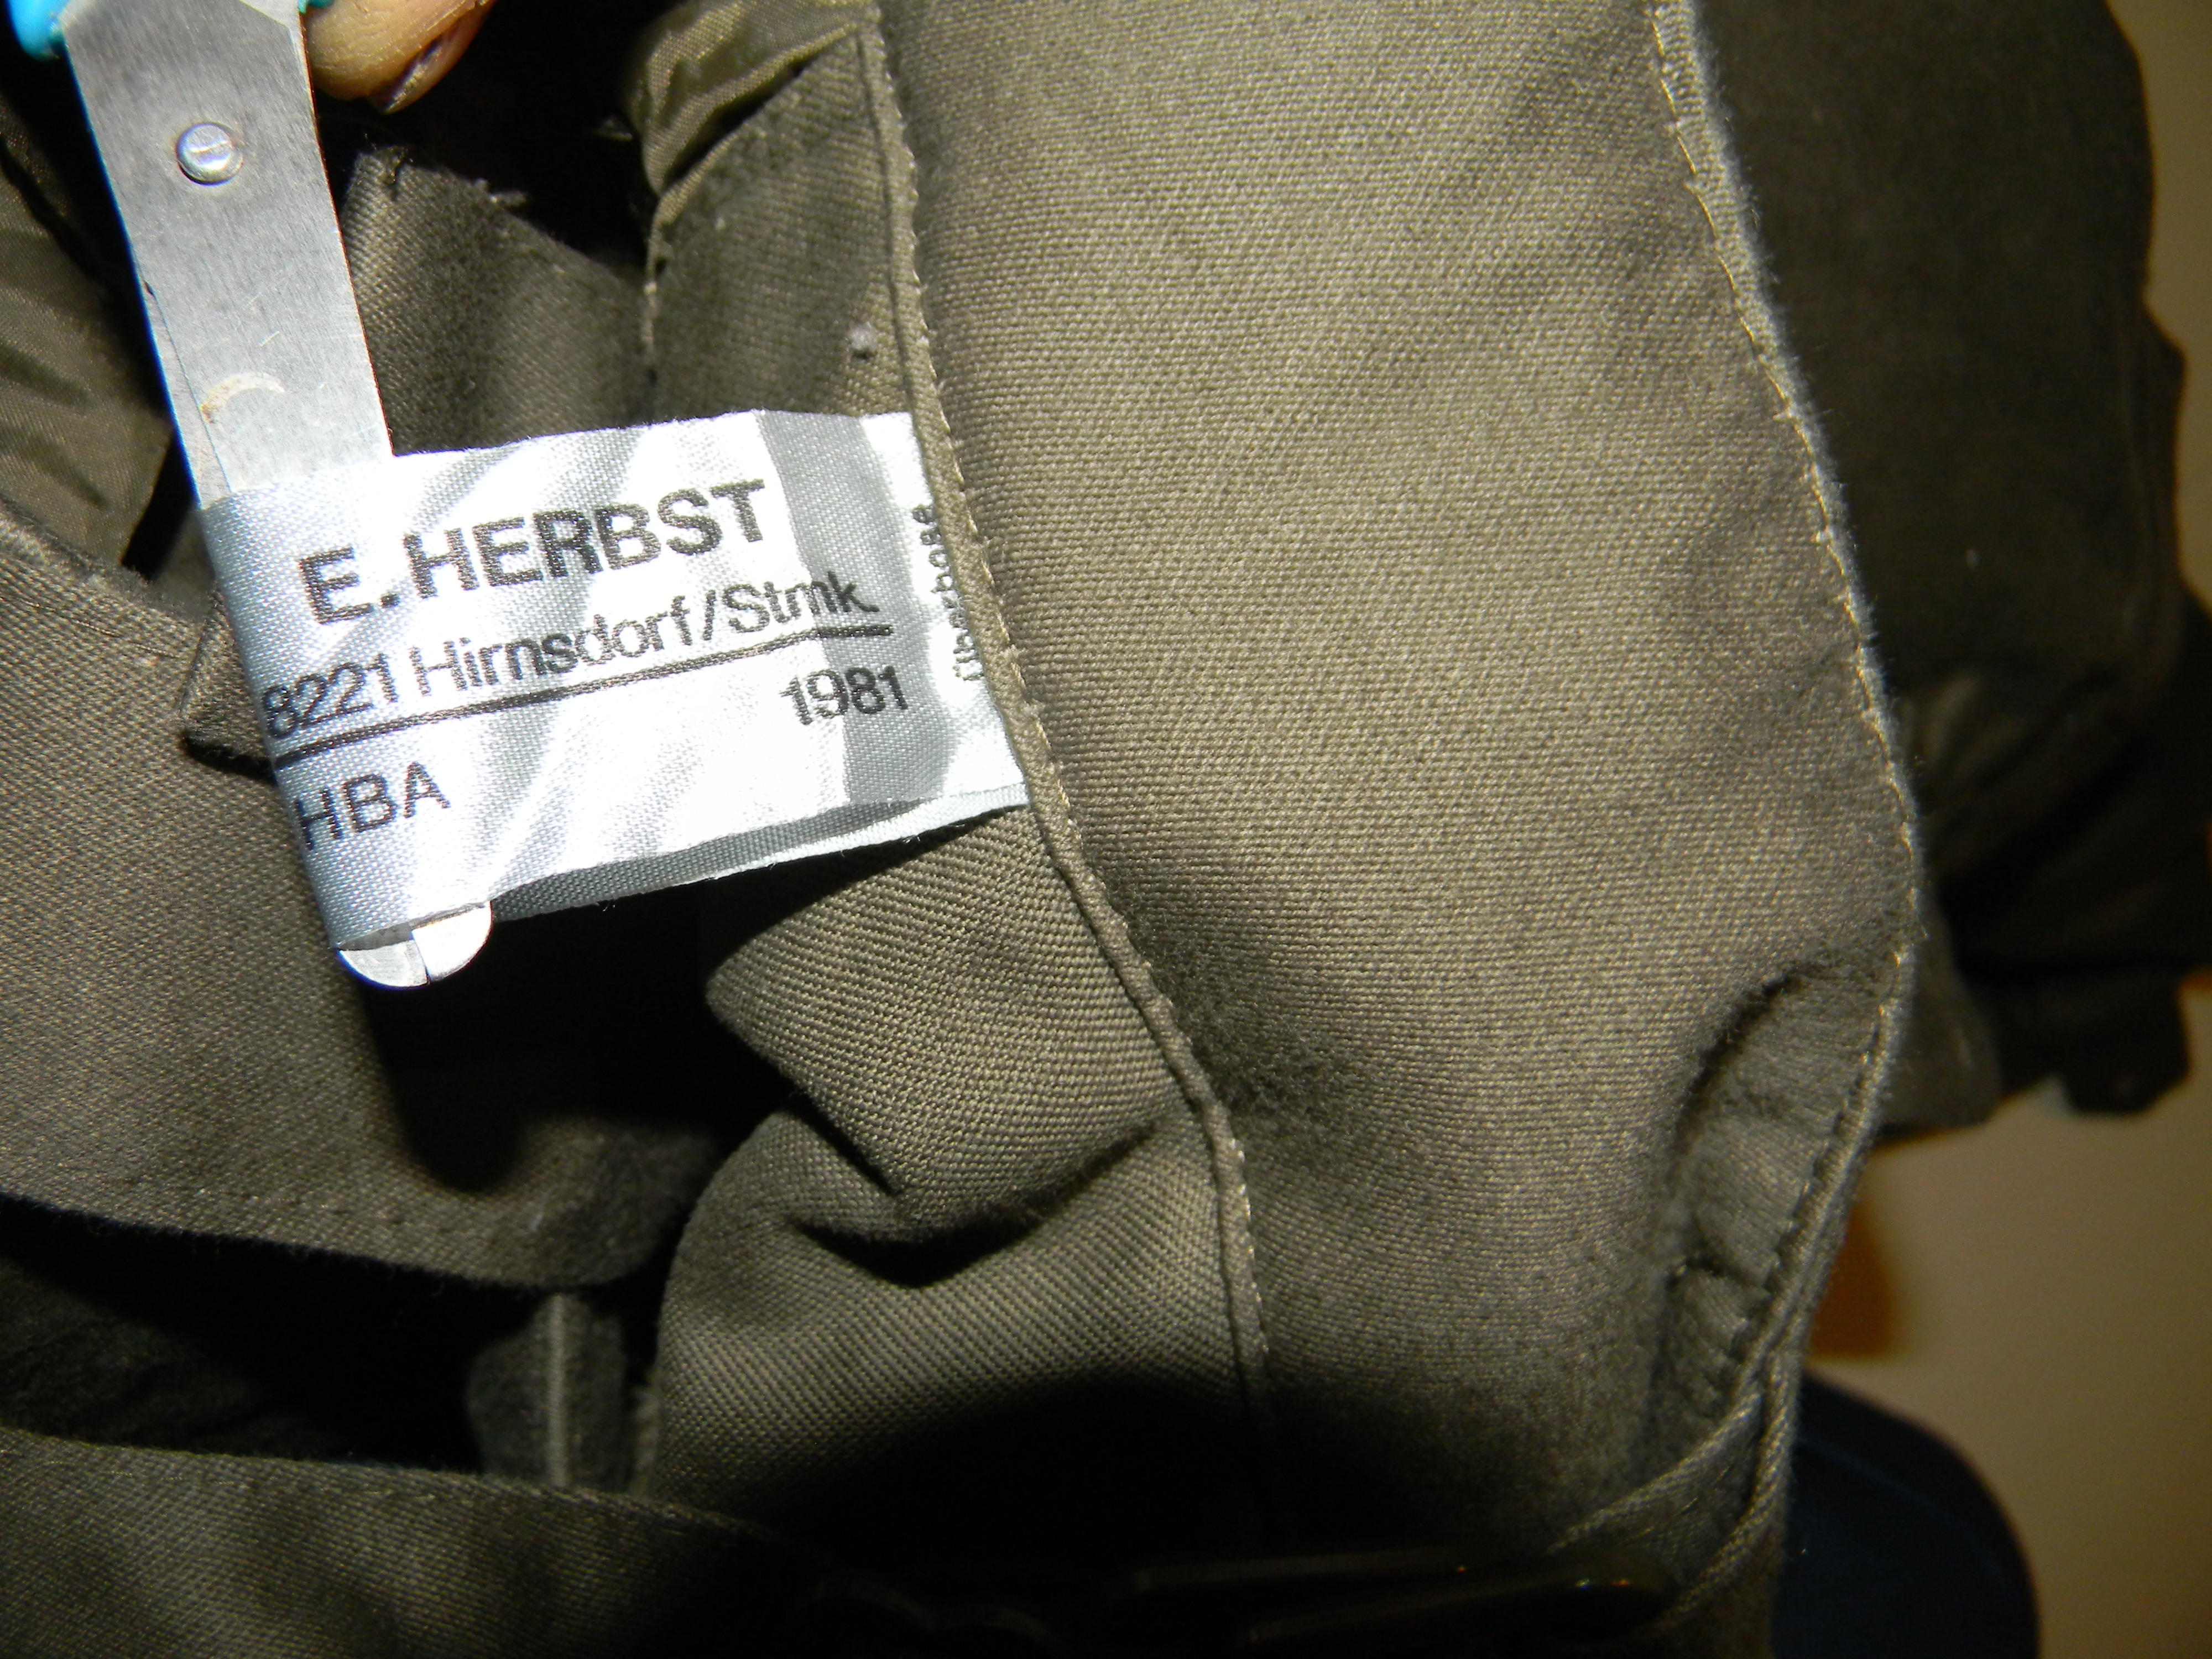 E. HERBST
8221 Hirnsdorf/Stmk.
1981
HBA